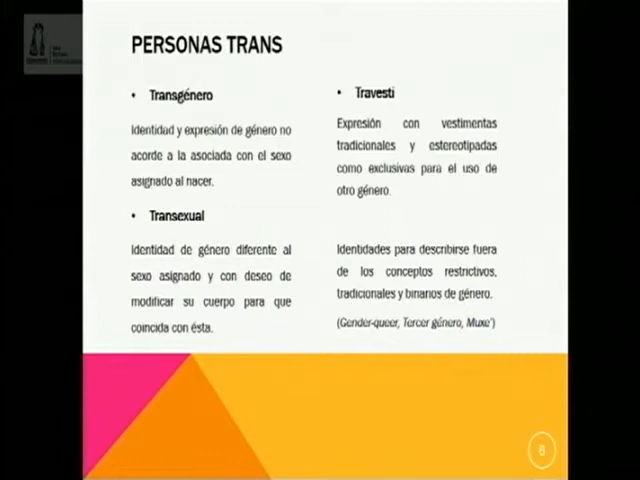 PERSONAS TRANS
• Transgénero
Identidad y expresión de género no
acorde a la asociada con el sexo
asignado al nacer.
• Transexual
Identidad de género diferente al
sexo asignado y con deseo de
modificar su cuerpo para que
coincida con ésta.
• Travesti
Expresión con vestimentas
tradicionales y estereotipadas
como exclusivas para el uso de
otro género.
Identidades para describirse fuera
de los conceptos restrictivos,
tradicionales y binarios de género.
(Gender-queer, Tercer género, Muxe')